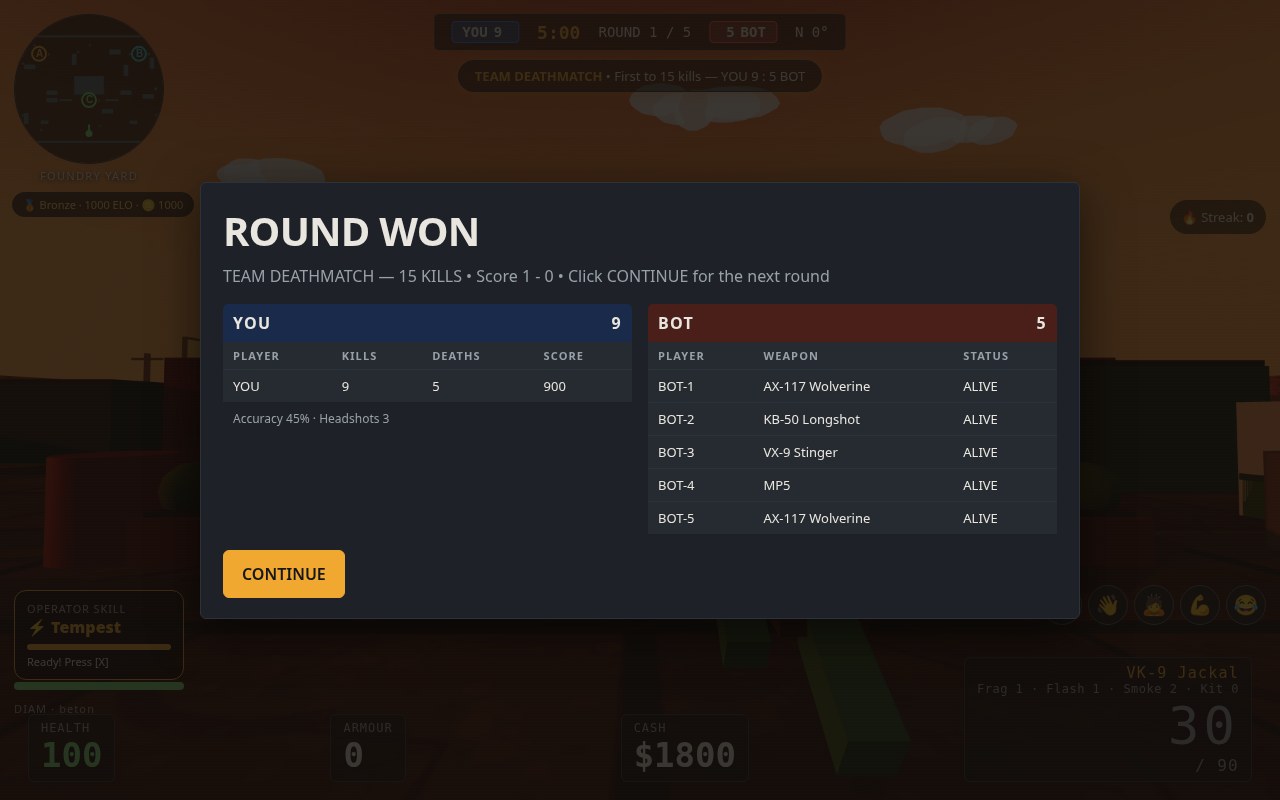 YOU 9 5:00 ROUND 1 / 5 5 BOT N 0°
TEAM DEATHMATCH • First to 15 kills — YOU 9 : 5 BOT
A B
C
FOUNDRY YARD
Bronze · 1000 ELO · 1000
Streak: 0
ROUND WON
TEAM DEATHMATCH — 15 KILLS • Score 1 - 0 • Click CONTINUE for the next round
YOU 9
PLAYER KILLS DEATHS SCORE
YOU 9 5 900
Accuracy 45% · Headshots 3
BOT 5
PLAYER WEAPON STATUS
BOT-1 AX-117 Wolverine ALIVE
BOT-2 KB-50 Longshot ALIVE
BOT-3 VX-9 Stinger ALIVE
BOT-4 MP5 ALIVE
BOT-5 AX-117 Wolverine ALIVE
CONTINUE
OPERATOR SKILL
⚡ Tempest
Ready! Press [X]
DIAM · beton
HEALTH
100
ARMOUR
0
CASH
$1800
VK-9 Jackal
Frag 1 · Flash 1 · Smoke 2 · Kit 0
30
/ 90